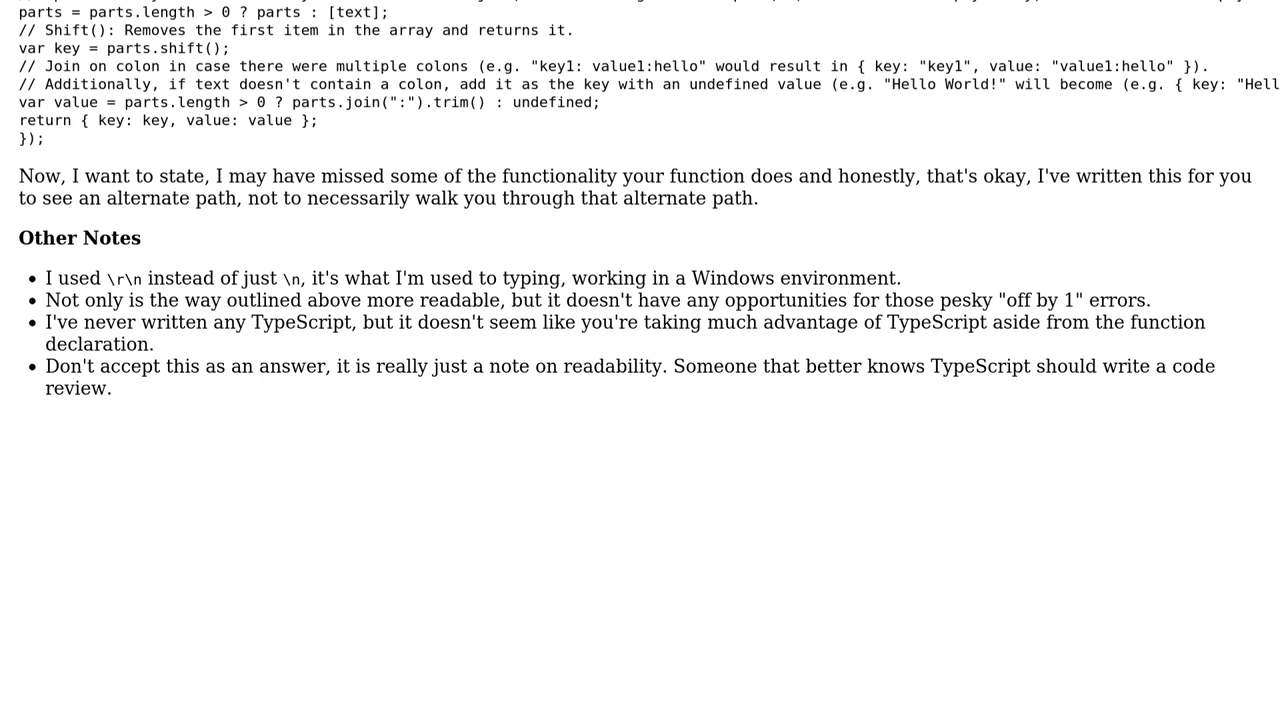 parts = parts.length > 0 ? parts : [text];
// Shift(): Removes the first item in the array and returns it.
var key = parts.shift();
// Join on colon in case there were multiple colons (e.g. "key1: value1:hello" would result in { key: "key1", value: "value1:hello" }).
// Additionally, if text doesn't contain a colon, add it as the key with an undefined value (e.g. "Hello World!" will become (e.g. { key: "Hell
var value = parts.length > 0 ? parts.join(":").trim() : undefined;
return { key: key, value: value };
});
Now, I want to state, I may have missed some of the functionality your function does and honestly, that's okay, I've written this for you
to see an alternate path, not to necessarily walk you through that alternate path.
Other Notes
• I used \r\n instead of just \n, it's what I'm used to typing, working in a Windows environment.
• Not only is the way outlined above more readable, but it doesn't have any opportunities for those pesky "off by 1" errors.
• I've never written any TypeScript, but it doesn't seem like you're taking much advantage of TypeScript aside from the function
declaration.
• Don't accept this as an answer, it is really just a note on readability. Someone that better knows TypeScript should write a code
review.